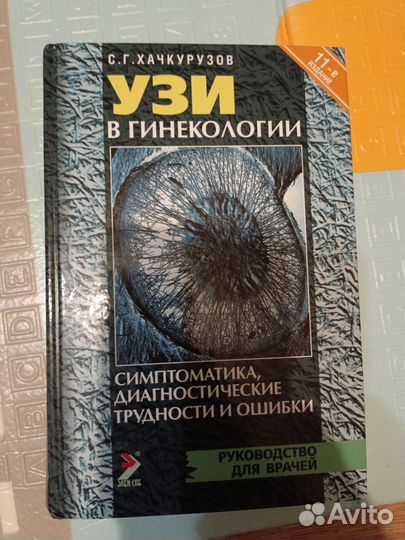 С.Г.ХАЧКУРУЗОВ
11-е
ИЗДАНИЕ
УЗИ
В ГИНЕКОЛОГИИ
СИМПТОМАТИКА,
ДИАГНОСТИЧЕСКИЕ
ТРУДНОСТИ И ОШИБКИ
РУКОВОДСТВО
ДЛЯ ВРАЧЕЙ
Avito